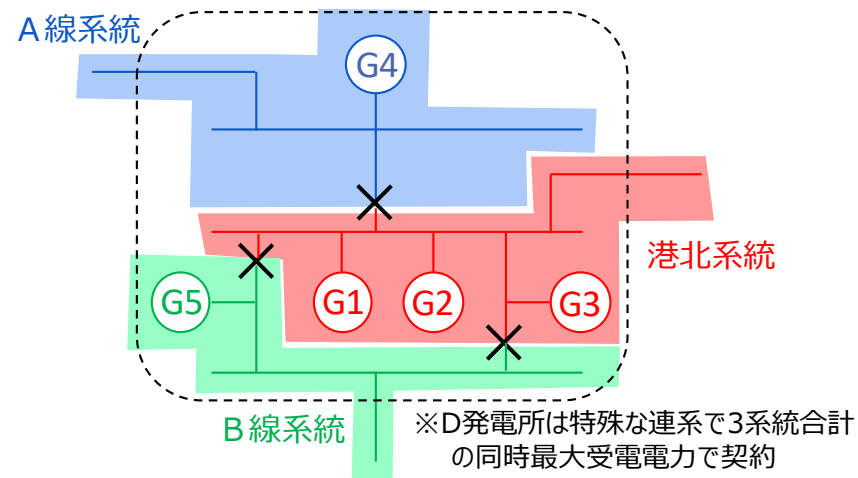 A線系統
G4
港北系統
G5
G1
G2
G3
B線系統
※D発電所は特殊な連系で3系統合計
の同時最大受電電力で契約